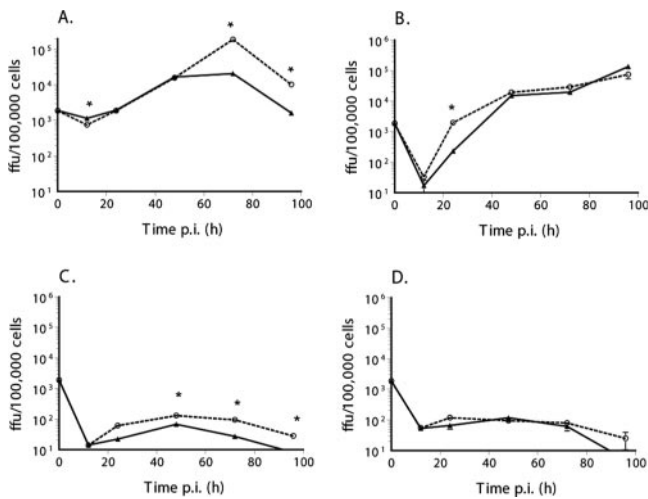 A.
*
*
*
10^5
10^4
10^3
10^2
10^1
ffu/100,000 cells
0 20 40 60 80 100
Time p.i. (h)
B.
*
10^6
10^5
10^4
10^3
10^2
10^1
ffu/100,000 cells
0 20 40 60 80 100
Time p.i. (h)
C.
* * *
10^6
10^5
10^4
10^3
10^2
10^1
ffu/100,000 cells
0 20 40 60 80 100
Time p.i. (h)
D.
10^6
10^5
10^4
10^3
10^2
10^1
ffu/100,000 cells
0 20 40 60 80 100
Time p.i. (h)